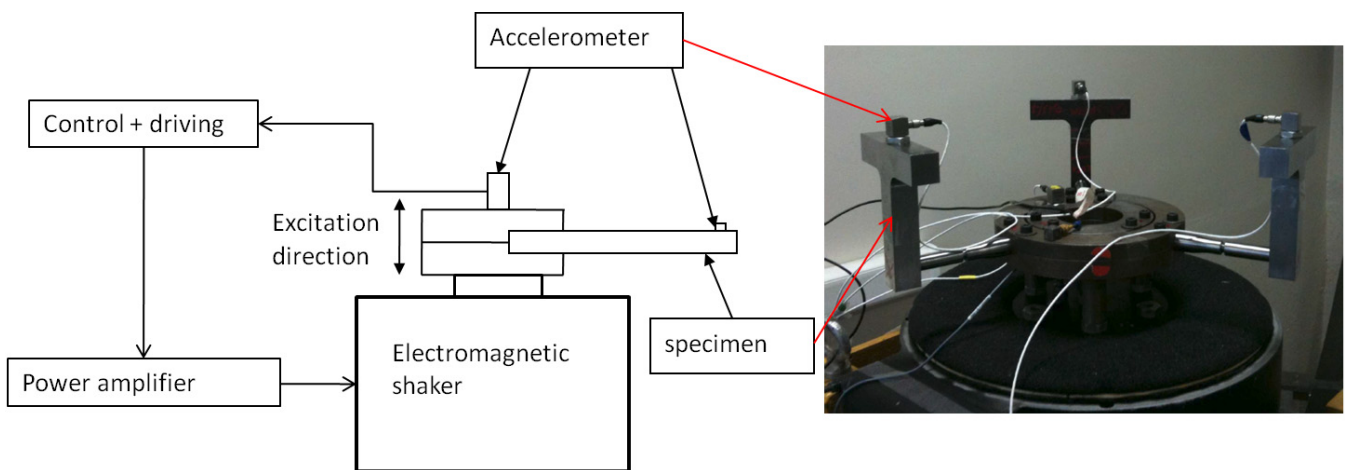 Accelerometer
Control + driving
Excitation
direction
specimen
Electromagnetic
shaker
Power amplifier